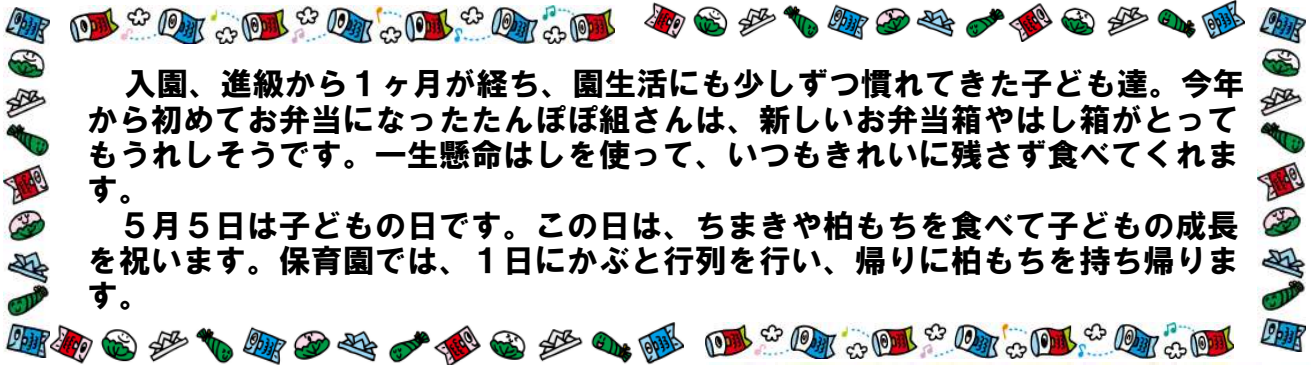 入園、進級から１ヶ月が経ち、園生活にも少しずつ慣れてきた子ども達。今年
から初めてお弁当になったたんぽぽ組さんは、新しいお弁当箱やはし箱がとって
もうれしそうです。一生懸命はしを使って、いつもきれいに残さず食べてくれま
す。
５月５日は子どもの日です。この日は、ちまきや柏もちを食べて子どもの成長
を祝います。保育園では、１日にかぶと行列を行い、帰りに柏もちを持ち帰りま
す。